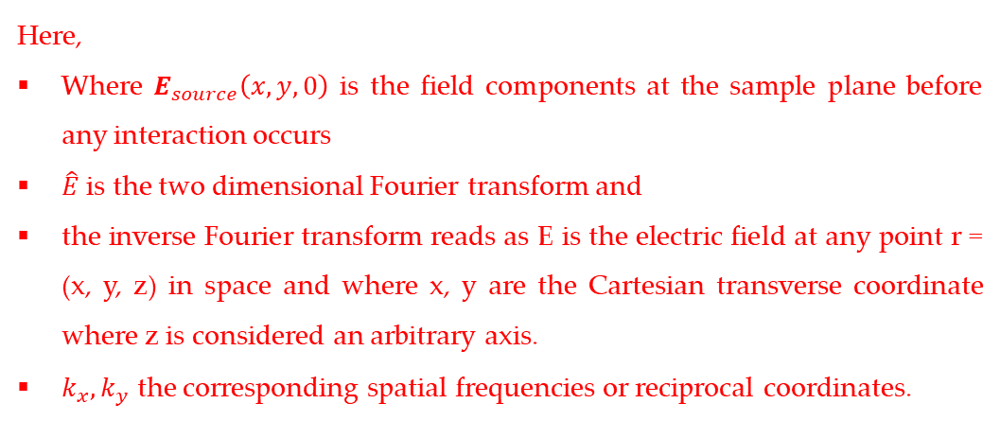 Here,
▪ Where E_source(x, y, 0) is the field components at the sample plane before
any interaction occurs
▪ Ê is the two dimensional Fourier transform and
▪ the inverse Fourier transform reads as E is the electric field at any point r =
(x, y, z) in space and where x, y are the Cartesian transverse coordinate
where z is considered an arbitrary axis.
▪ k_x, k_y the corresponding spatial frequencies or reciprocal coordinates.